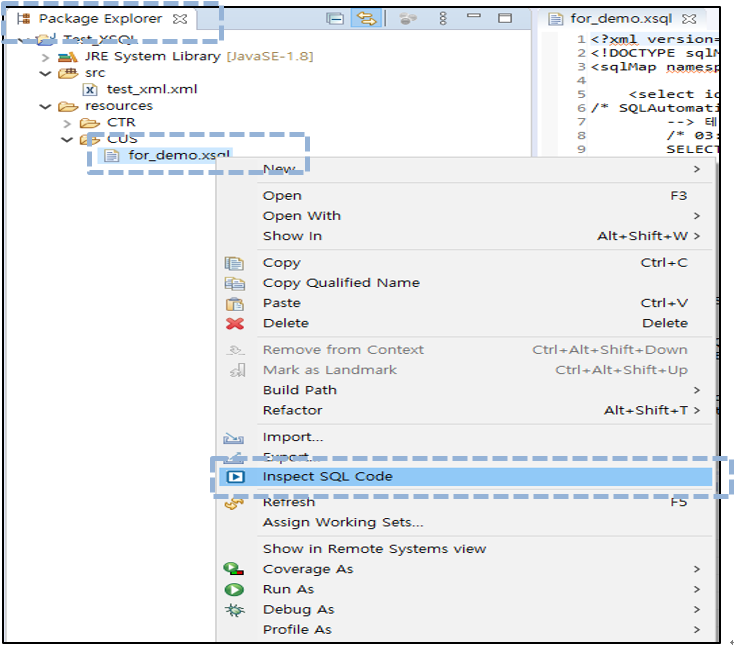 Package Explorer
Test_XSQL
JRE System Library [JavaSE-1.8]
src
test_xml.xml
resources
CTR
CUS
for_demo.xsql
for_demo.xsql
1 <?xml version=
2 <!DOCTYPE sqlM
3 <sqlMap namesp
4
5 <select id
6 /* SQLAutomati
7 --> 테
8 /* 03:
9 SELECT
New >
Open F3
Open With >
Show In Alt+Shift+W >
Copy Ctrl+C
Copy Qualified Name
Paste Ctrl+V
Delete Delete
Remove from Context Ctrl+Alt+Shift+Down
Mark as Landmark Ctrl+Alt+Shift+Up
Build Path >
Refactor Alt+Shift+T >
Import...
Export...
Inspect SQL Code
Refresh F5
Assign Working Sets...
Show in Remote Systems view
Coverage As >
Run As >
Debug As >
Profile As >